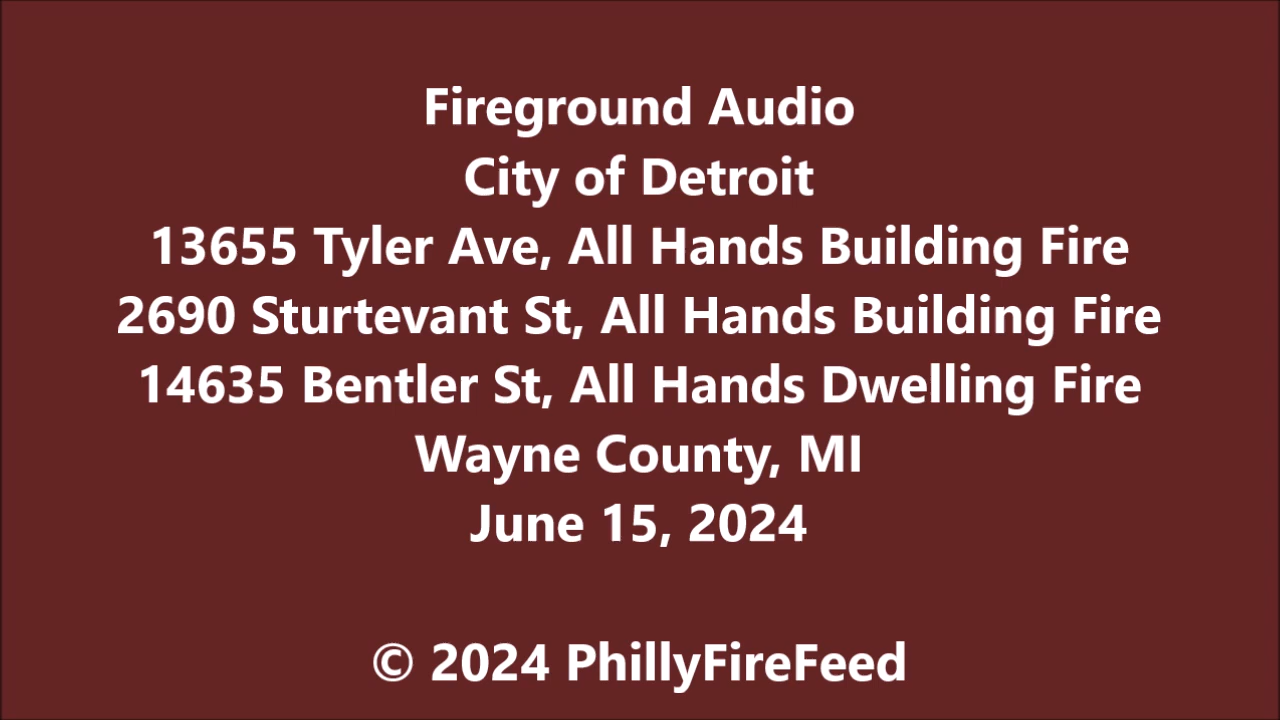 Fireground Audio
City of Detroit
13655 Tyler Ave, All Hands Building Fire
2690 Sturtevant St, All Hands Building Fire
14635 Bentler St, All Hands Dwelling Fire
Wayne County, MI
June 15, 2024
© 2024 PhillyFireFeed